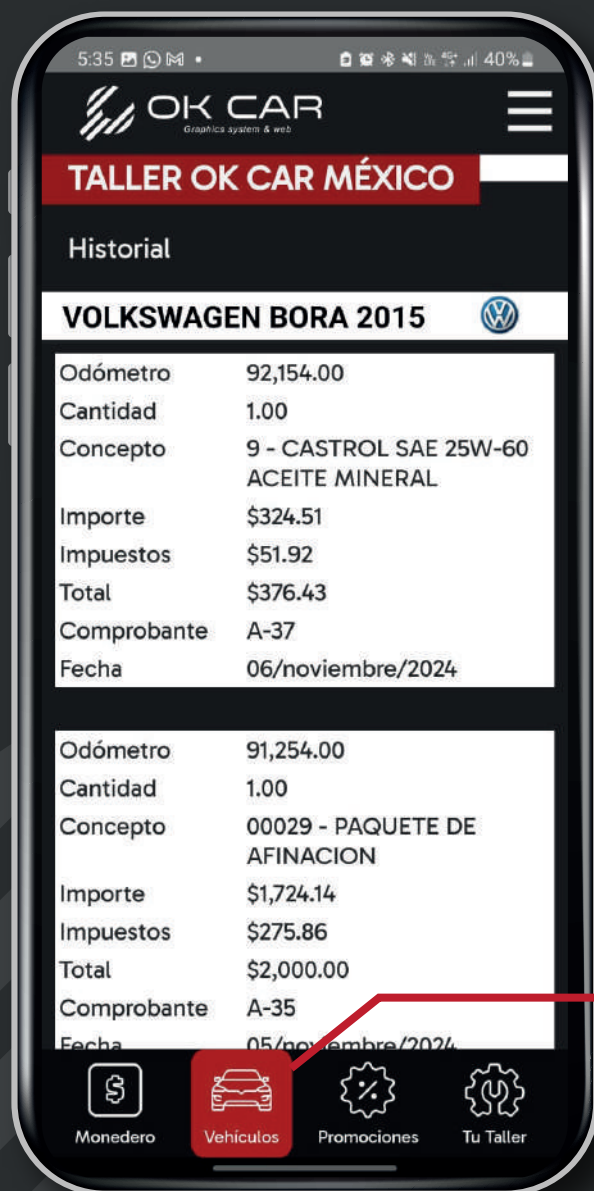 5:35
40%
OK CAR
Graphics system & web
TALLER OK CAR MÉXICO
Historial
VOLKSWAGEN BORA 2015
Odómetro 92,154.00
Cantidad 1.00
Concepto 9 - CASTROL SAE 25W-60
ACEITE MINERAL
Importe $324.51
Impuestos $51.92
Total $376.43
Comprobante A-37
Fecha 06/noviembre/2024
Odómetro 91,254.00
Cantidad 1.00
Concepto 00029 - PAQUETE DE
AFINACION
Importe $1,724.14
Impuestos $275.86
Total $2,000.00
Comprobante A-35
Fecha 05/noviembre/2024
Monedero Vehículos Promociones Tu Taller